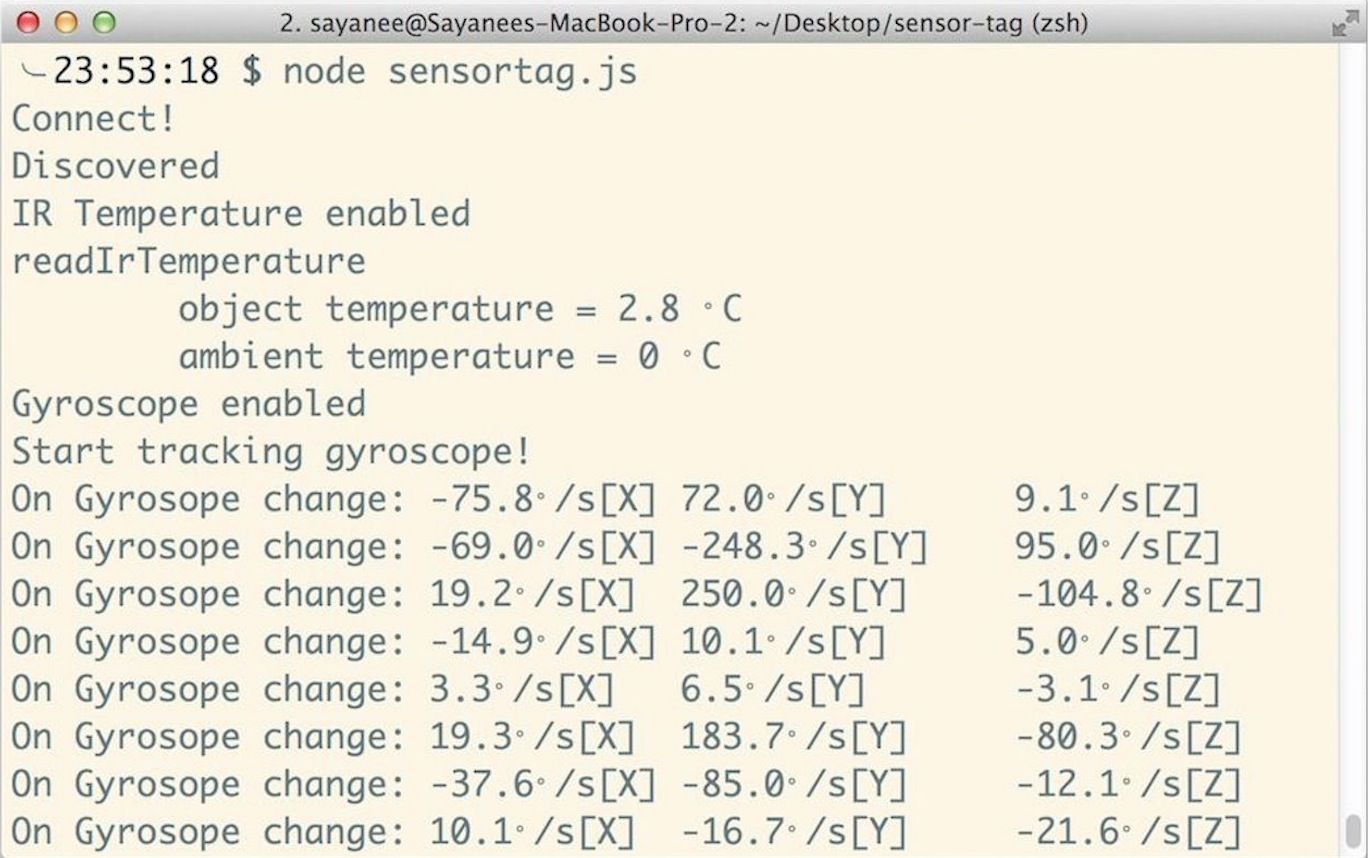 2. sayanee@Sayanees-MacBook-Pro-2: ~/Desktop/sensor-tag (zsh)
23:53:18 $ node sensortag.js
Connect!
Discovered
IR Temperature enabled
readIrTemperature
object temperature = 2.8 °C
ambient temperature = 0 °C
Gyroscope enabled
Start tracking gyroscope!
On Gyrosope change: -75.8°/s[X] 72.0°/s[Y] 9.1°/s[Z]
On Gyrosope change: -69.0°/s[X] -248.3°/s[Y] 95.0°/s[Z]
On Gyrosope change: 19.2°/s[X] 250.0°/s[Y] -104.8°/s[Z]
On Gyrosope change: -14.9°/s[X] 10.1°/s[Y] 5.0°/s[Z]
On Gyrosope change: 3.3°/s[X] 6.5°/s[Y] -3.1°/s[Z]
On Gyrosope change: 19.3°/s[X] 183.7°/s[Y] -80.3°/s[Z]
On Gyrosope change: -37.6°/s[X] -85.0°/s[Y] -12.1°/s[Z]
On Gyrosope change: 10.1°/s[X] -16.7°/s[Y] -21.6°/s[Z]